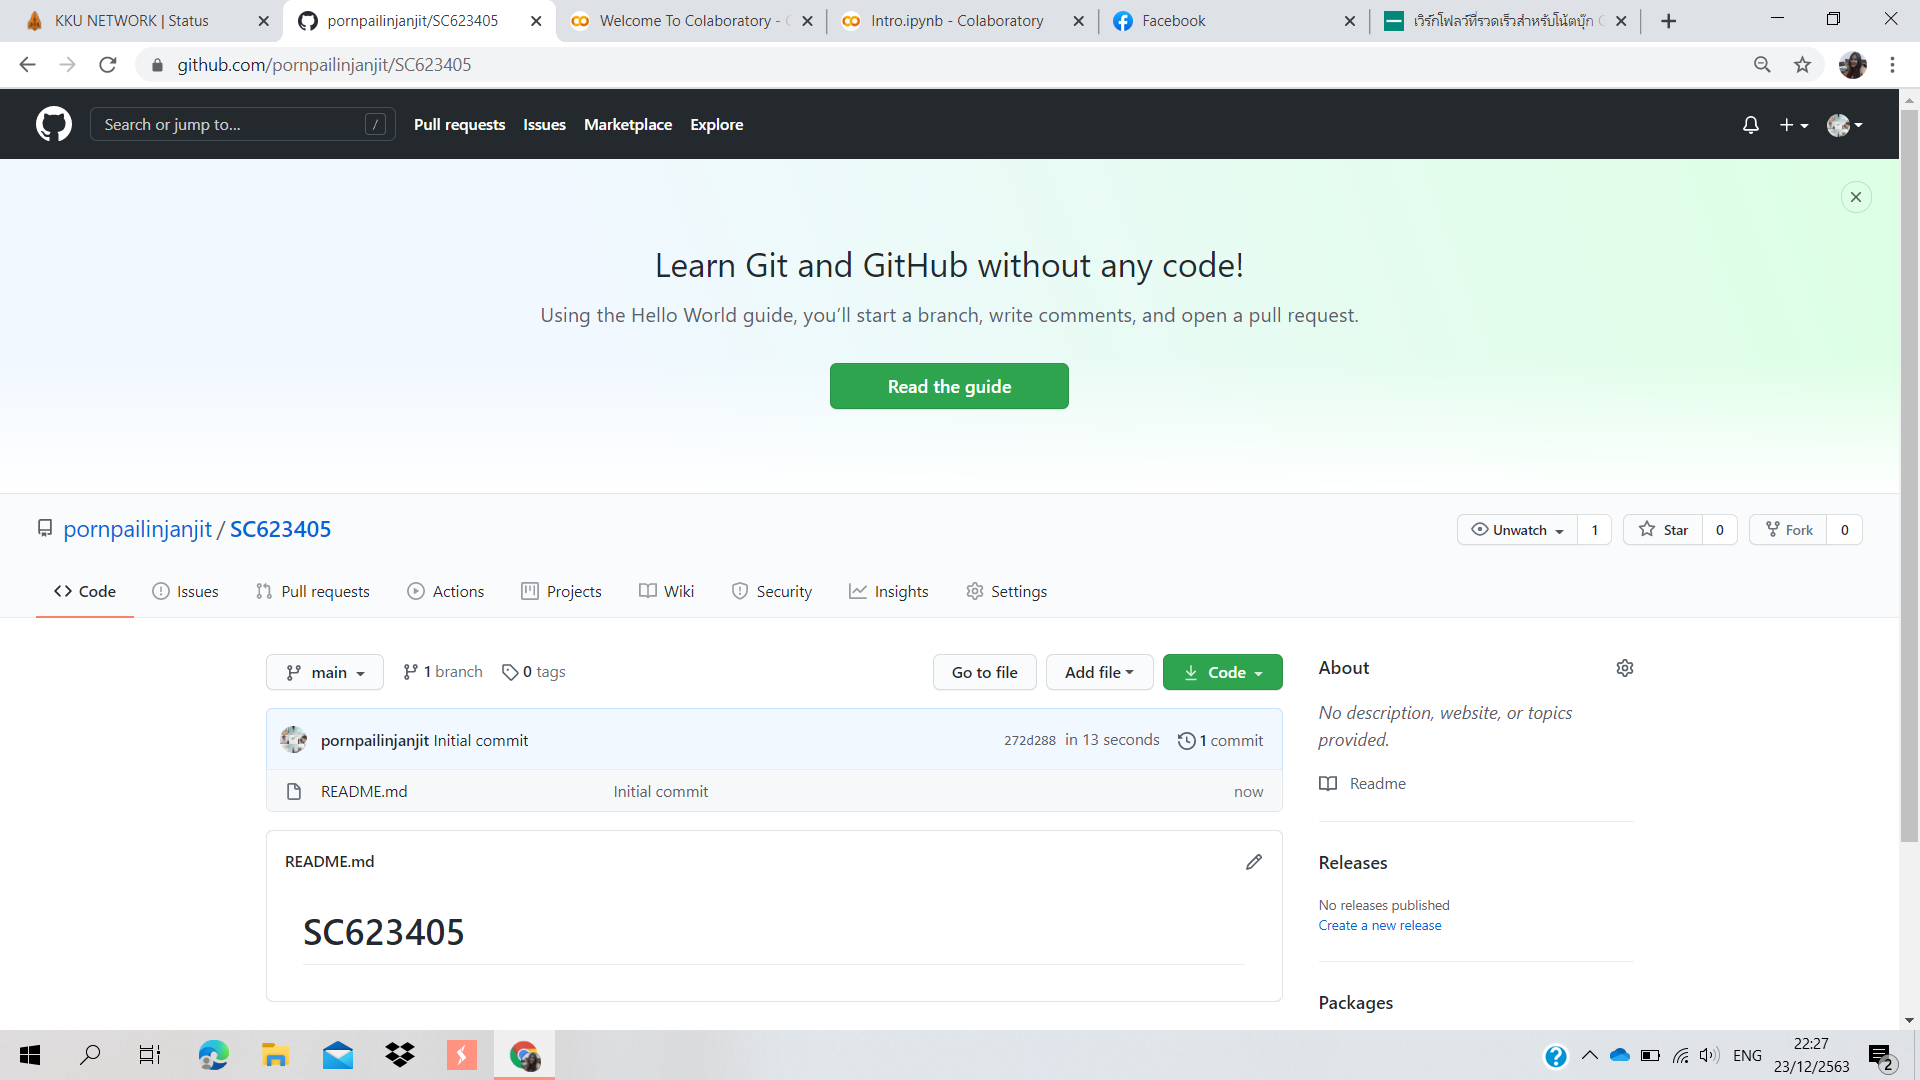 KKU NETWORK | Status
pornpailinjanjit/SC623405
Welcome To Colaboratory -
Intro.ipynb - Colaboratory
Facebook
เวิร์กโฟลว์ที่รวดเร็วสำหรับโน้ตบุ๊ก
github.com/pornpailinjanjit/SC623405
Search or jump to... /
Pull requests Issues Marketplace Explore
Learn Git and GitHub without any code!
Using the Hello World guide, you’ll start a branch, write comments, and open a pull request.
Read the guide
pornpailinjanjit / SC623405
Unwatch 1 Star 0 Fork 0
Code Issues Pull requests Actions Projects Wiki Security Insights Settings
main 1 branch 0 tags Go to file Add file Code
pornpailinjanjit Initial commit 272d288 in 13 seconds 1 commit
README.md Initial commit now
README.md
SC623405
About
No description, website, or topics
provided.
Readme
Releases
No releases published
Create a new release
Packages
ENG
22:27
23/12/2563
2